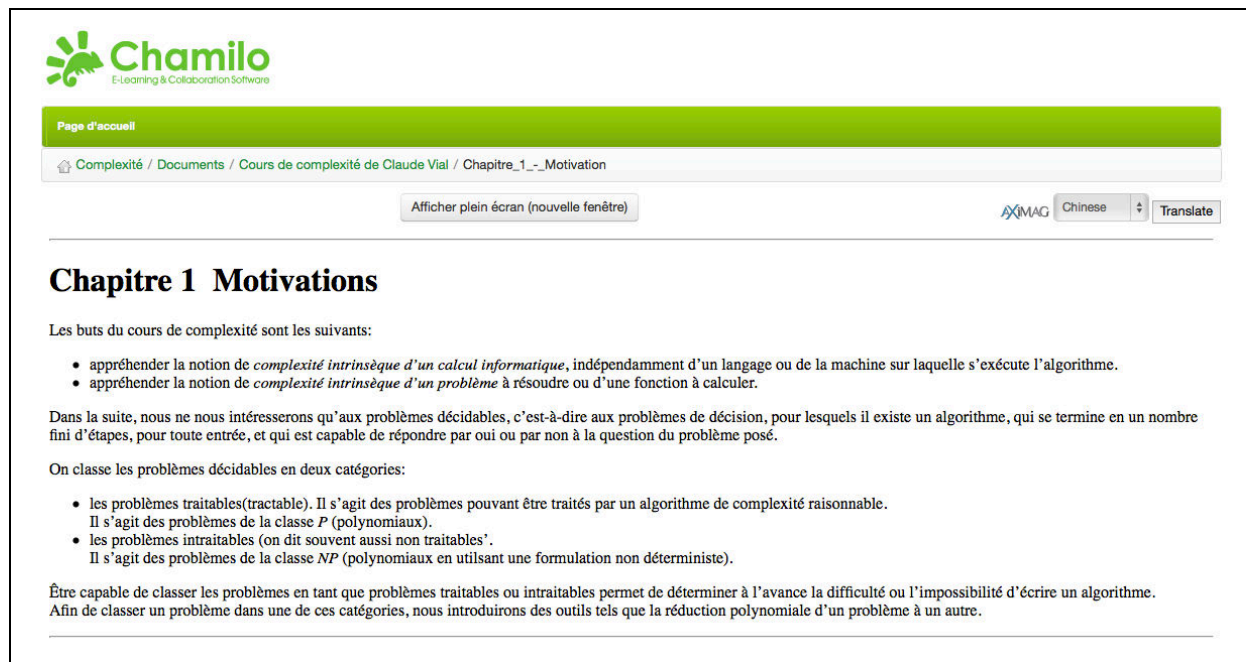 Chamilo
E-Learning & Collaboration Software
Page d'accueil
Complexité / Documents / Cours de complexité de Claude Vial / Chapitre_1_-_Motivation
Afficher plein écran (nouvelle fenêtre)
AXiMAG Chinese Translate
Chapitre 1 Motivations
Les buts du cours de complexité sont les suivants:
• appréhender la notion de complexité intrinsèque d'un calcul informatique, indépendamment d'un langage ou de la machine sur laquelle s'exécute l'algorithme.
• appréhender la notion de complexité intrinsèque d'un problème à résoudre ou d'une fonction à calculer.
Dans la suite, nous ne nous intéresserons qu'aux problèmes décidables, c'est-à-dire aux problèmes de décision, pour lesquels il existe un algorithme, qui se termine en un nombre
fini d'étapes, pour toute entrée, et qui est capable de répondre par oui ou par non à la question du problème posé.
On classe les problèmes décidables en deux catégories:
• les problèmes traitables(tractable). Il s'agit des problèmes pouvant être traités par un algorithme de complexité raisonnable.
Il s'agit des problèmes de la classe P (polynomiaux).
• les problèmes intraitables (on dit souvent aussi non traitables'.
Il s'agit des problèmes de la classe NP (polynomiaux en utilsant une formulation non déterministe).
Être capable de classer les problèmes en tant que problèmes traitables ou intraitables permet de déterminer à l'avance la difficulté ou l'impossibilité d'écrire un algorithme.
Afin de classer un problème dans une de ces catégories, nous introduirons des outils tels que la réduction polynomiale d'un problème à un autre.